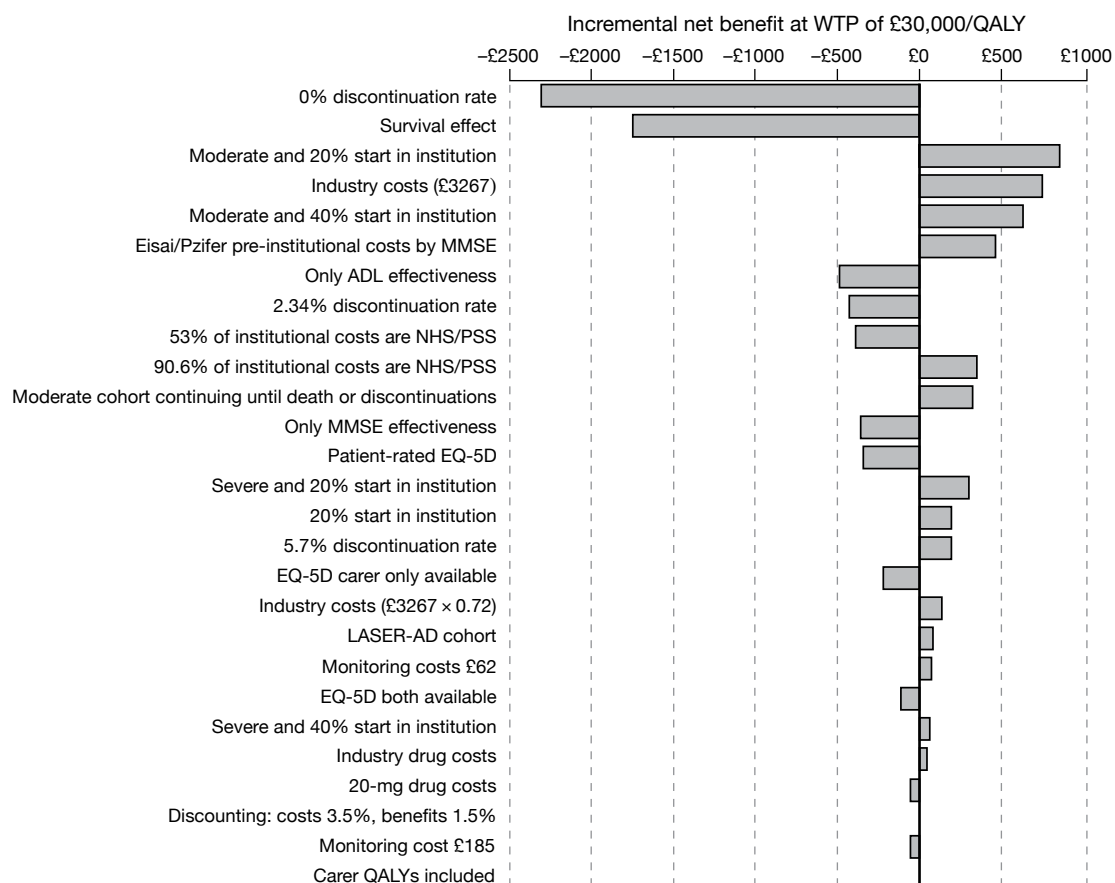 Incremental net benefit at WTP of £30,000/QALY
–£2500 –£2000 –£1500 –£1000 –£500 £0 £500 £1000
0% discontinuation rate
Survival effect
Moderate and 20% start in institution
Industry costs (£3267)
Moderate and 40% start in institution
Eisai/Pzifer pre-institutional costs by MMSE
Only ADL effectiveness
2.34% discontinuation rate
53% of institutional costs are NHS/PSS
90.6% of institutional costs are NHS/PSS
Moderate cohort continuing until death or discontinuations
Only MMSE effectiveness
Patient-rated EQ-5D
Severe and 20% start in institution
20% start in institution
5.7% discontinuation rate
EQ-5D carer only available
Industry costs (£3267 × 0.72)
LASER-AD cohort
Monitoring costs £62
EQ-5D both available
Severe and 40% start in institution
Industry drug costs
20-mg drug costs
Discounting: costs 3.5%, benefits 1.5%
Monitoring cost £185
Carer QALYs included